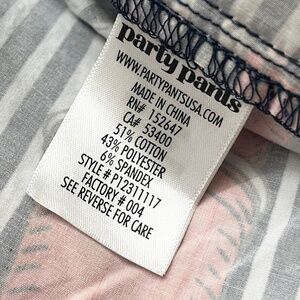 party pants
WWW.PARTYPANTSUSA.COM
MADE IN CHINA
RN# 152647
CA# 53400
51% COTTON
43% POLYESTER
6% SPANDEX
STYLE # P12311117
FACTORY # 004
SEE REVERSE FOR CARE